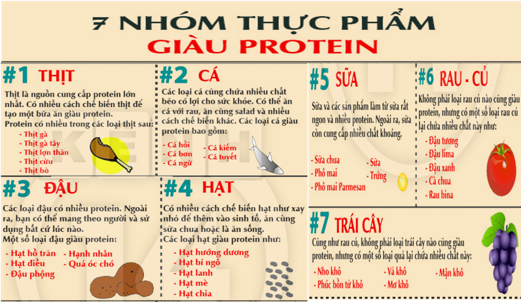 7 NHÓM THỰC PHẨM
GIÀU PROTEIN
#1 THỊT
Thịt là nguồn cung cấp protein lớn
nhất. Có nhiều cách chế biến thịt để
tạo một bữa ăn giàu protein.
Protein có nhiều trong các loại thịt sau:
- Thịt gà
- Thịt gà tây
- Thịt lợn thăn
- Thịt cừu
- Thịt bò
#2 CÁ
Các loại cá cũng chứa nhiều chất
béo có lợi cho sức khỏe. Có thể ăn
cá với rau, ăn cùng salad và nhiều
cách chế biến khác. Các loại cá giàu
protein bao gồm:
- Cá hồi
- Cá bơn
- Cá ngừ
- Cá kiếm
- Cá tuyết
#3 ĐẬU
Các loại đậu có nhiều protein. Ngoài
ra, bạn có thể mang theo người và sử
dụng bất cứ lúc nào.
Một số loại đậu giàu protein:
- Hạt hồ trăn
- Hạt điều
- Đậu phộng
- Hạnh nhân
- Quả óc chó
#4 HẠT
Có nhiều cách chế biến hạt như xay
nhỏ để thêm vào sinh tố, ăn cùng
sữa chua hoặc là ăn sống.
Các loại hạt giàu protein như:
- Hạt hướng dương
- Hạt bí ngô
- Hạt lanh
- Hạt mè
- Hạt chia
#5 SỮA
Sữa và các sản phẩm làm từ sữa rất
ngon và nhiều protein. Ngoài ra, sữa
còn cung cấp nhiều chất khoáng.
- Sữa chua
- Phô mai
- Phô mai Parmesan
- Sữa
- Trứng
#6 RAU - CỦ
Không phải loại rau củ nào cũng giàu
protein, nhưng có một số loại rau củ
lại chứa nhiều chất này như:
- Đậu tương
- Đậu lima
- Đậu xanh
- Cà chua
- Rau bina
#7 TRÁI CÂY
Cũng như rau củ, không phải loại trái cây nào cũng giàu
protein, nhưng có một số loại quả lại chứa nhiều chất này:
- Nho khô
- Phúc bồn tử khô
- Vả khô
- Mơ khô
- Mận khô